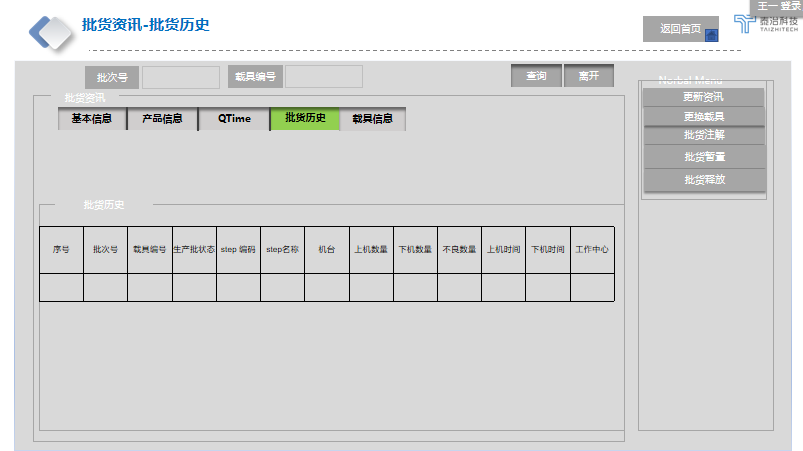 王一 登录
批货资讯-批货历史
返回首页
泰治科技
TAIZHITECH
批次号
载具编号
查询
离开
批货资讯
基本信息
产品信息
QTime
批货历史
载具信息
批货历史
序号
批次号
载具编号
生产批状态
step 编码
step名称
机台
上机数量
下机数量
不良数量
上机时间
下机时间
工作中心
Norbal Menu
更新资讯
更换载具
批货注解
批货暂置
批货释放